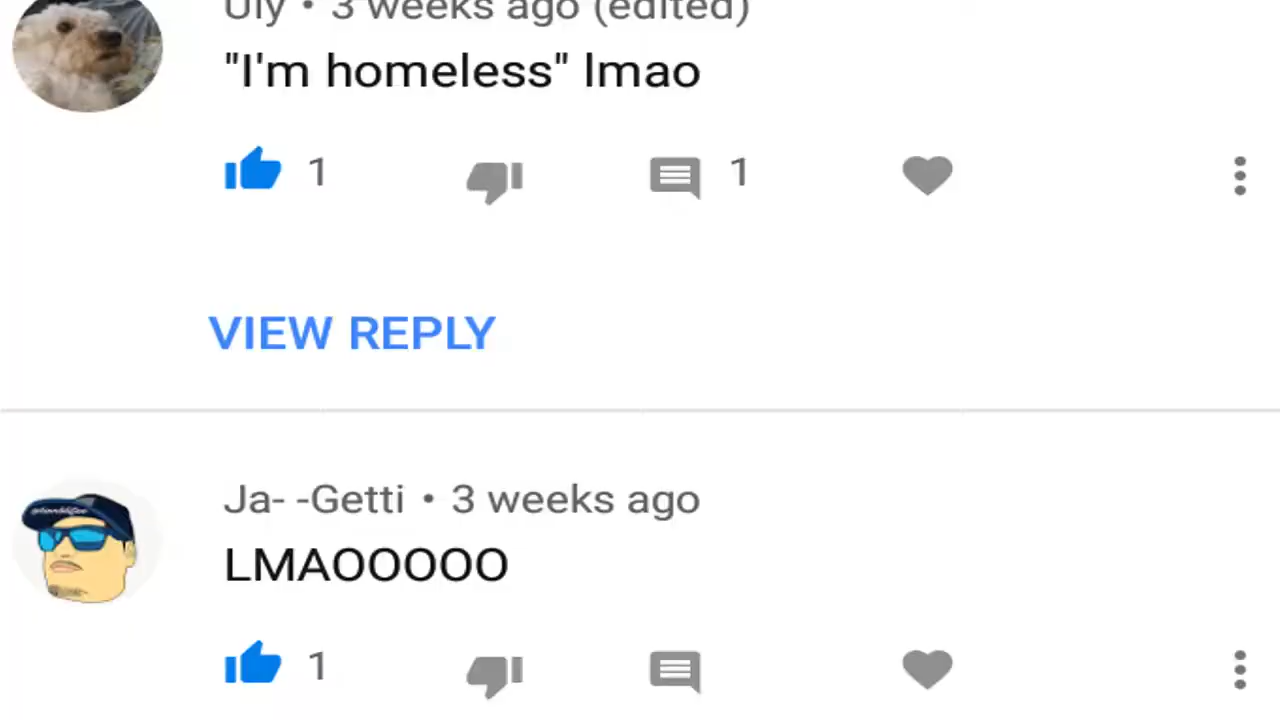 Uly • 3 weeks ago (edited)
"I'm homeless" lmao
1
1
VIEW REPLY
Ja- -Getti • 3 weeks ago
LMAOOOOO
1